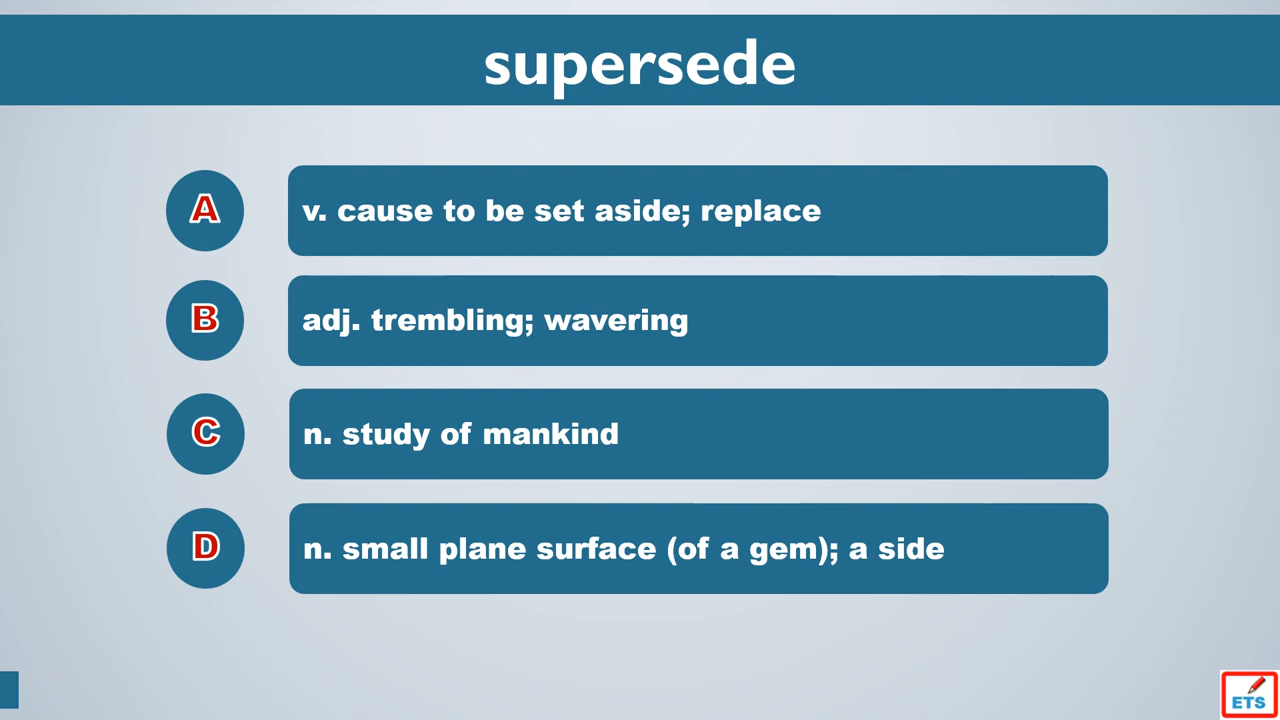 supersede
A
v. cause to be set aside; replace
B
adj. trembling; wavering
C
n. study of mankind
D
n. small plane surface (of a gem); a side
ETS